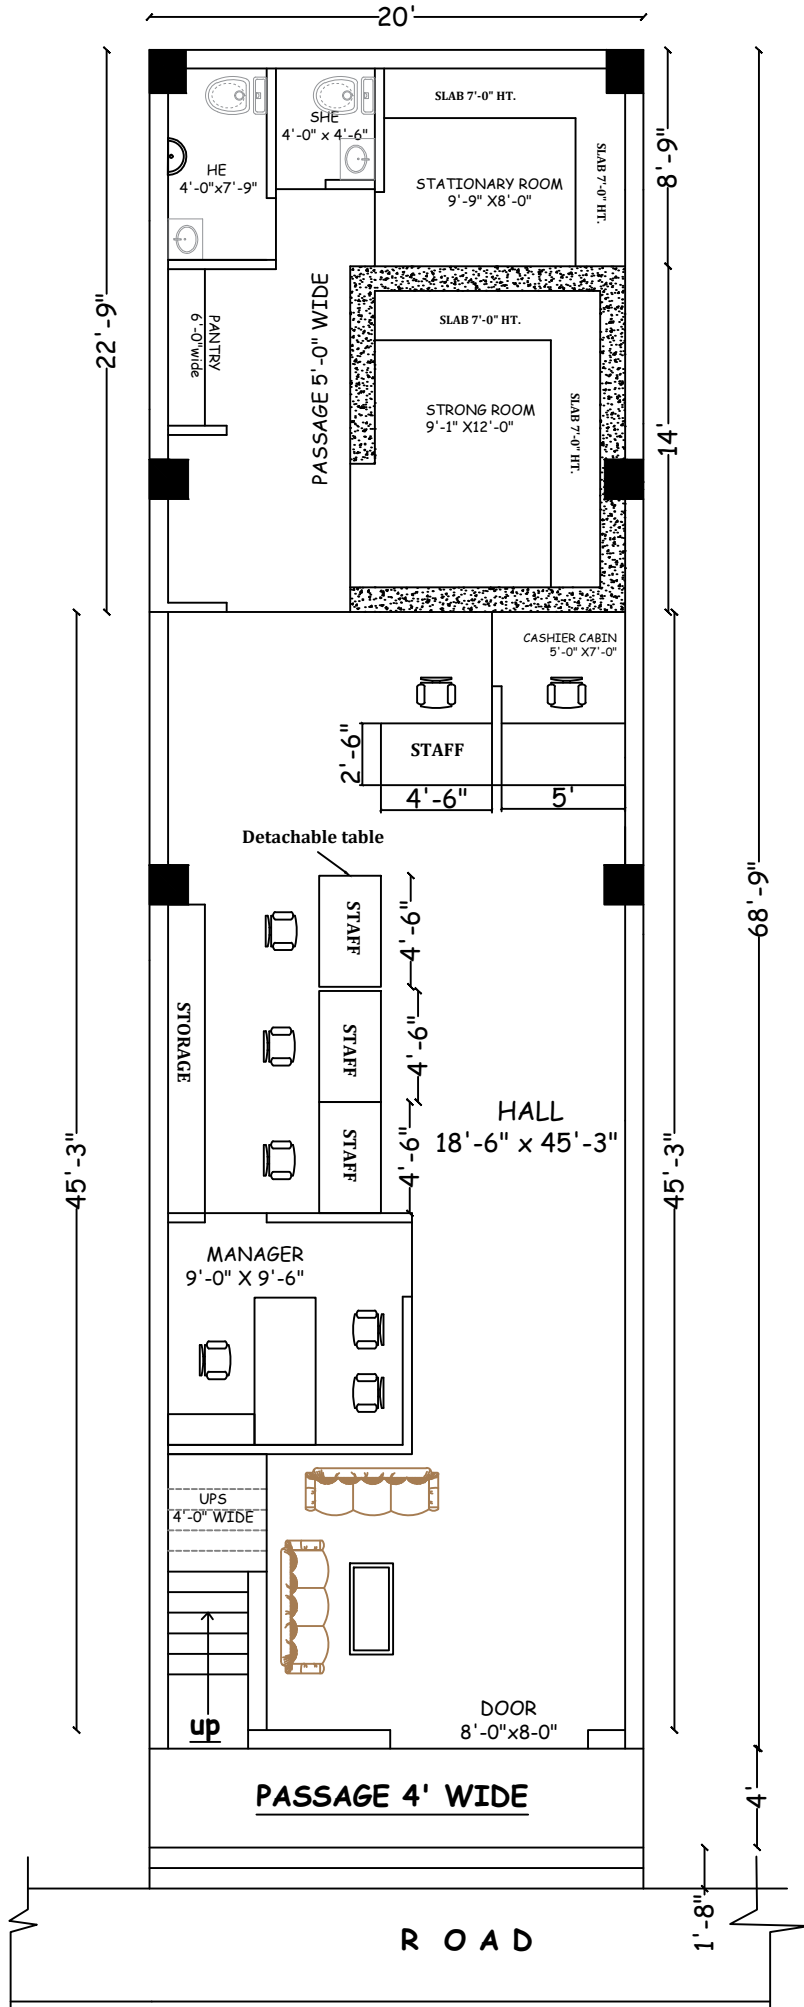 20'
SLAB 7'-0" HT.
SHE
4'-0" x 4'-6"
HE
4'-0"x7'-9"
SLAB 7'-0" HT.
STATIONARY ROOM
9'-9" X8'-0"
8'-9"
22'-9"
PANTRY
6'-0"wide
PASSAGE 5'-0" WIDE
SLAB 7'-0" HT.
STRONG ROOM
9'-1" X12'-0"
SLAB 7'-0" HT.
14'
CASHIER CABIN
5'-0" X7'-0"
2'-6"
STAFF
4'-6"
5'
Detachable table
68'-9"
STAFF
4'-6"
STORAGE
STAFF
4'-6"
HALL
18'-6" x 45'-3"
STAFF
4'-6"
45'-3"
45'-3"
MANAGER
9'-0" X 9'-6"
UPS
4'-0" WIDE
up
DOOR
8'-0"x8-0"
PASSAGE 4' WIDE
4'
1'-8"
R O A D